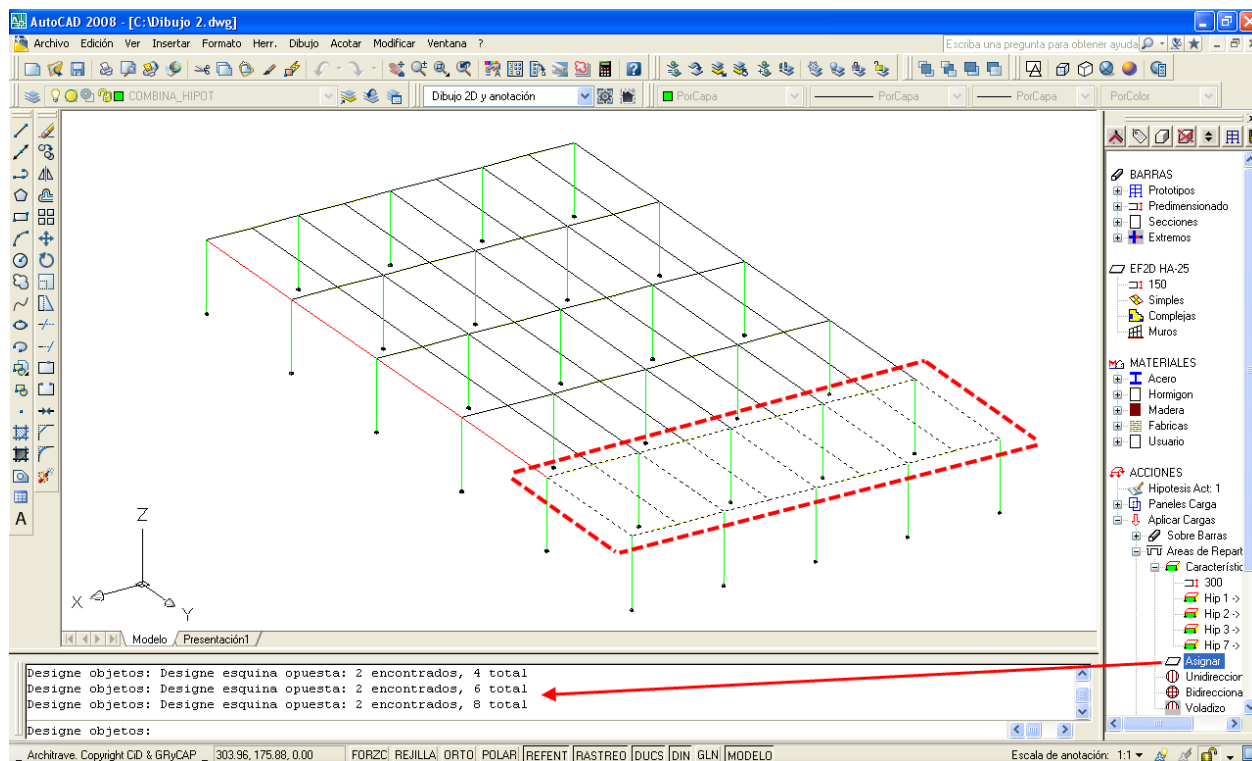 AutoCAD 2008 - [C:\Dibujo 2.dwg]
Archivo Edición Ver Insertar Formato Herr. Dibujo Acotar Modificar Ventana ?
Escriba una pregunta para obtener ayuda
COMBINA_HIPOT
Dibujo 2D y anotación
PorCapa
PorCapa
PorCapa
PorColor
BARRAS
Prototipos
Predimensionado
Secciones
Extremos
EF2D HA-25
150
Simples
Complejas
Muros
MATERIALES
Acero
Hormigon
Madera
Fabricas
Usuario
ACCIONES
Hipotesis Act: 1
Paneles Carga
Aplicar Cargas
Sobre Barras
Areas de Repart
Característic
300
Hip 1 ->
Hip 2 ->
Hip 3 ->
Hip 7 ->
Asignar
Unidireccion
Bidirecciona
Voladizo
Z
X
Y
A
Modelo Presentación1
Designe objetos: Designe esquina opuesta: 2 encontrados, 4 total
Designe objetos: Designe esquina opuesta: 2 encontrados, 6 total
Designe objetos: Designe esquina opuesta: 2 encontrados, 8 total
Designe objetos:
_ Architrave. Copyright CiD & GRyCAP _ 303.96, 175.88, 0.00 FORZC REJILLA ORTO POLAR REFENT RASTREO DUCS DIN GLN MODELO Escala de anotación: 1:1